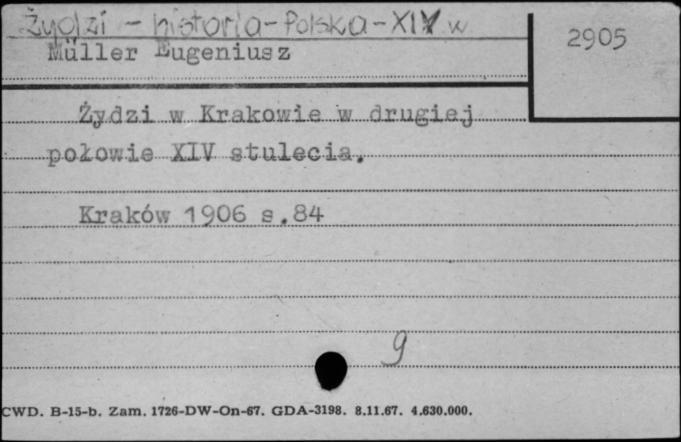 Żydzi - historia - Polska - XIV w
2905
Müller Eugeniusz
Żydzi w Krakowie w drugiej
połowie XIV stulecia.
Kraków 1906 s.84
9
CWD. B-15-b. Zam. 1726-DW-On-67. GDA-3198. 8.11.67. 4.630.000.